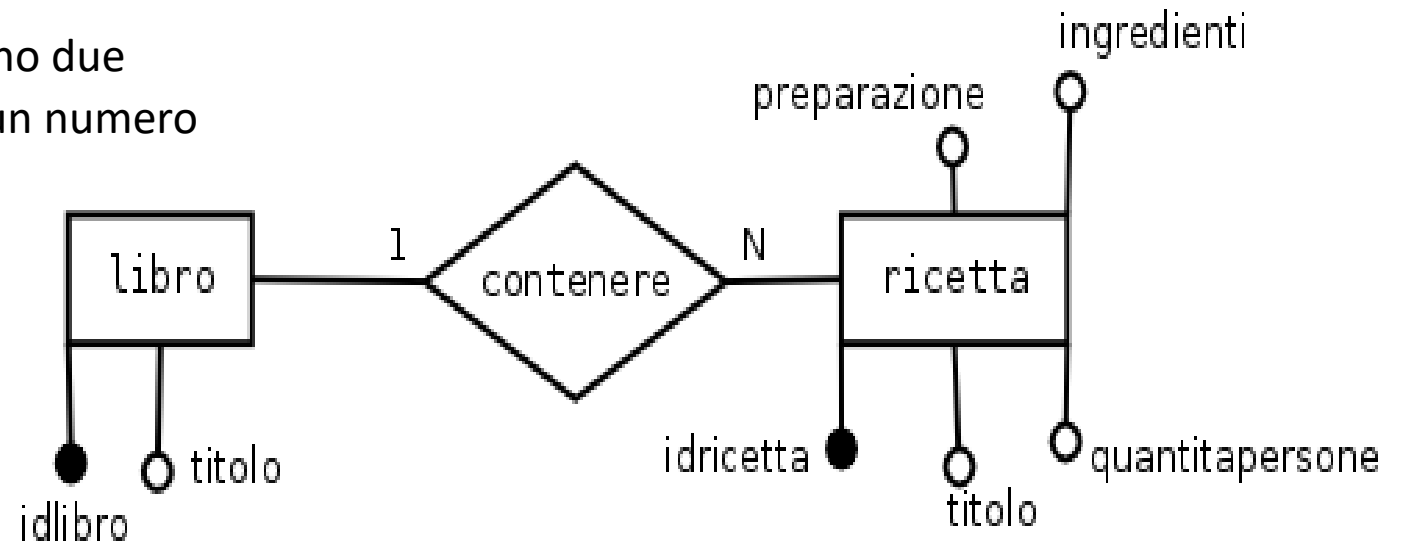 no due
un numero
ingredienti
preparazione
libro
1
contenere
N
ricetta
idlibro
titolo
idricetta
titolo
quantitapersone